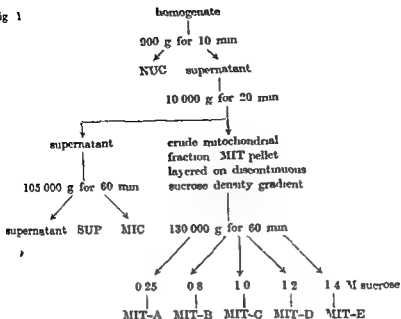 Fig 1
homogenate
900 g for 10 min
NUC supernatant
10 000 g for 20 min
supernatant
crude mitochondrial
fraction MIT pellet
layered on discontinuous
sucrose density gradient
105 000 g for 60 min
supernatant SUP MIC
130 000 g for 60 min
0 25 0 8 1 0 1 2 1 4 M sucrose
MIT-A MIT-B MIT-C MIT-D MIT-E